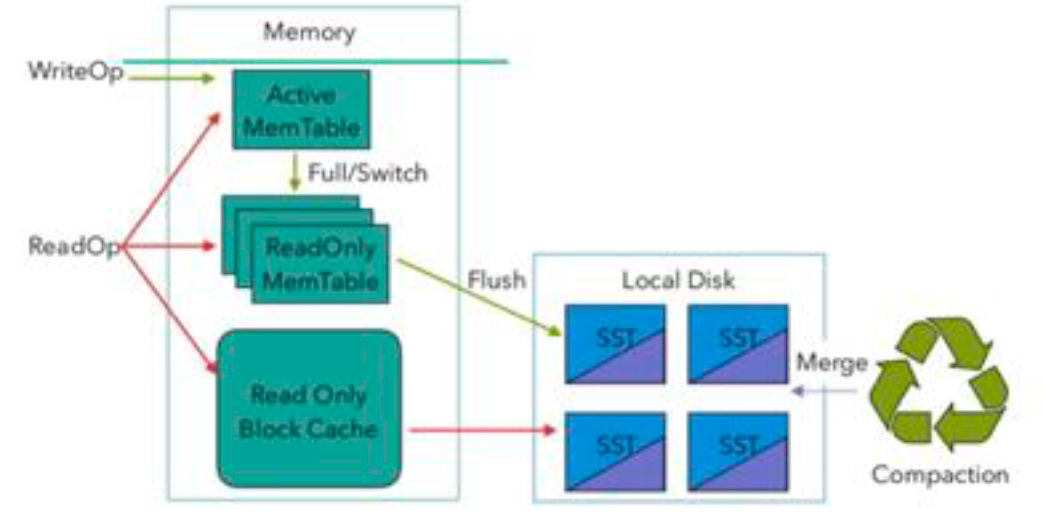 Memory
WriteOp
Active
MemTable
Full/Switch
ReadOp
ReadOnly
MemTable
Flush
Local Disk
SST
SST
Merge
Read Only
Block Cache
SST
SST
Compaction